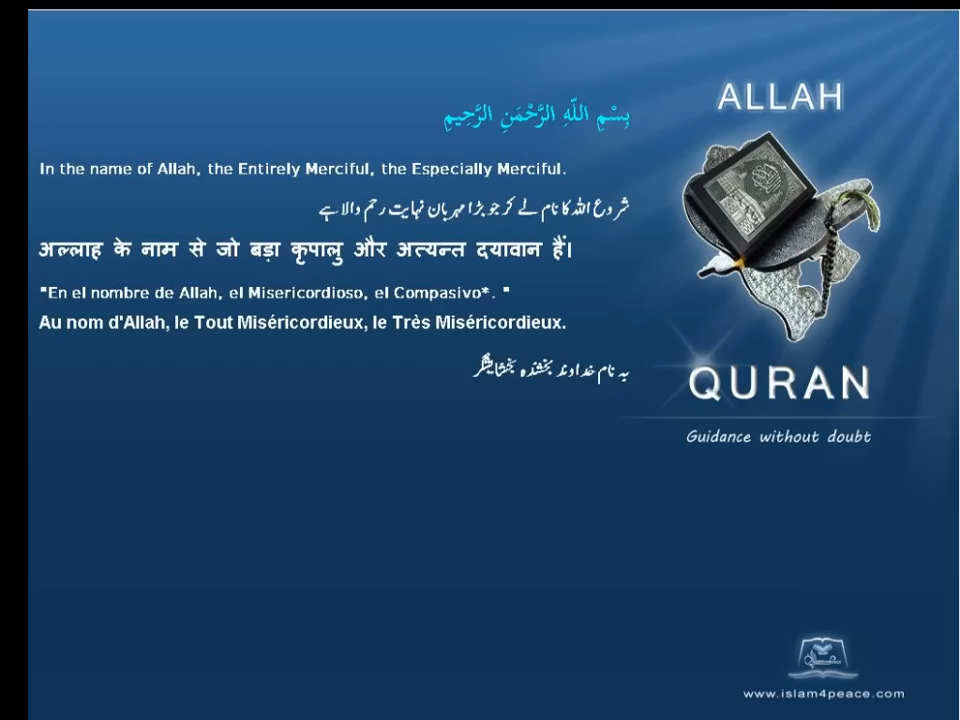 بِسْمِ اللَّهِ الرَّحْمَنِ الرَّحِيمِ
In the name of Allah, the Entirely Merciful, the Especially Merciful.
شروع الله کا نام لے کر جو بڑا مہربان نہایت رحم والا ہے
अल्लाह के नाम से जो बड़ा कृपालु और अत्यन्त दयावान हैं।
"En el nombre de Allah, el Misericordioso, el Compasivo*. "
Au nom d'Allah, le Tout Miséricordieux, le Très Miséricordieux.
به نام خداوند بخشنده بخشایشگر
ALLAH
QURAN
Guidance without doubt
www.islam4peace.com